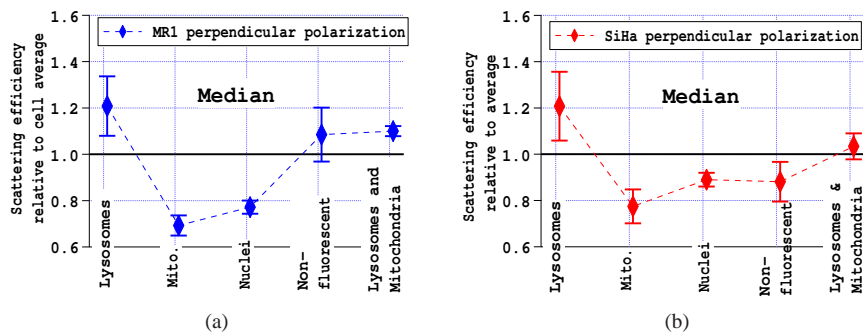 1.6
1.4
1.2
1.0
0.8
0.6
Scattering efficiency
relative to cell average
MR1 perpendicular polarization
Median
Lysosomes
Mito.
Nuclei
Non-
fluorescent
Lysosomes and
Mitochondria
(a)
1.6
1.4
1.2
1.0
0.8
0.6
Scattering efficiency
relative to average
SiHa perpendicular polarization
Median
Lysosomes
Mito.
Nuclei
Non-
fluorescent
Lysosomes &
Mitochondria
(b)